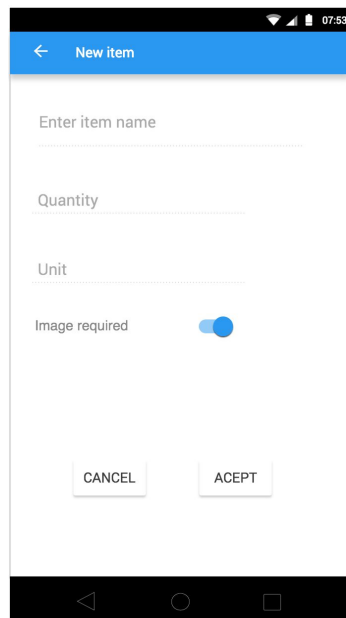 07:53
New item
Enter item name
Quantity
Unit
Image required
CANCEL ACEPT